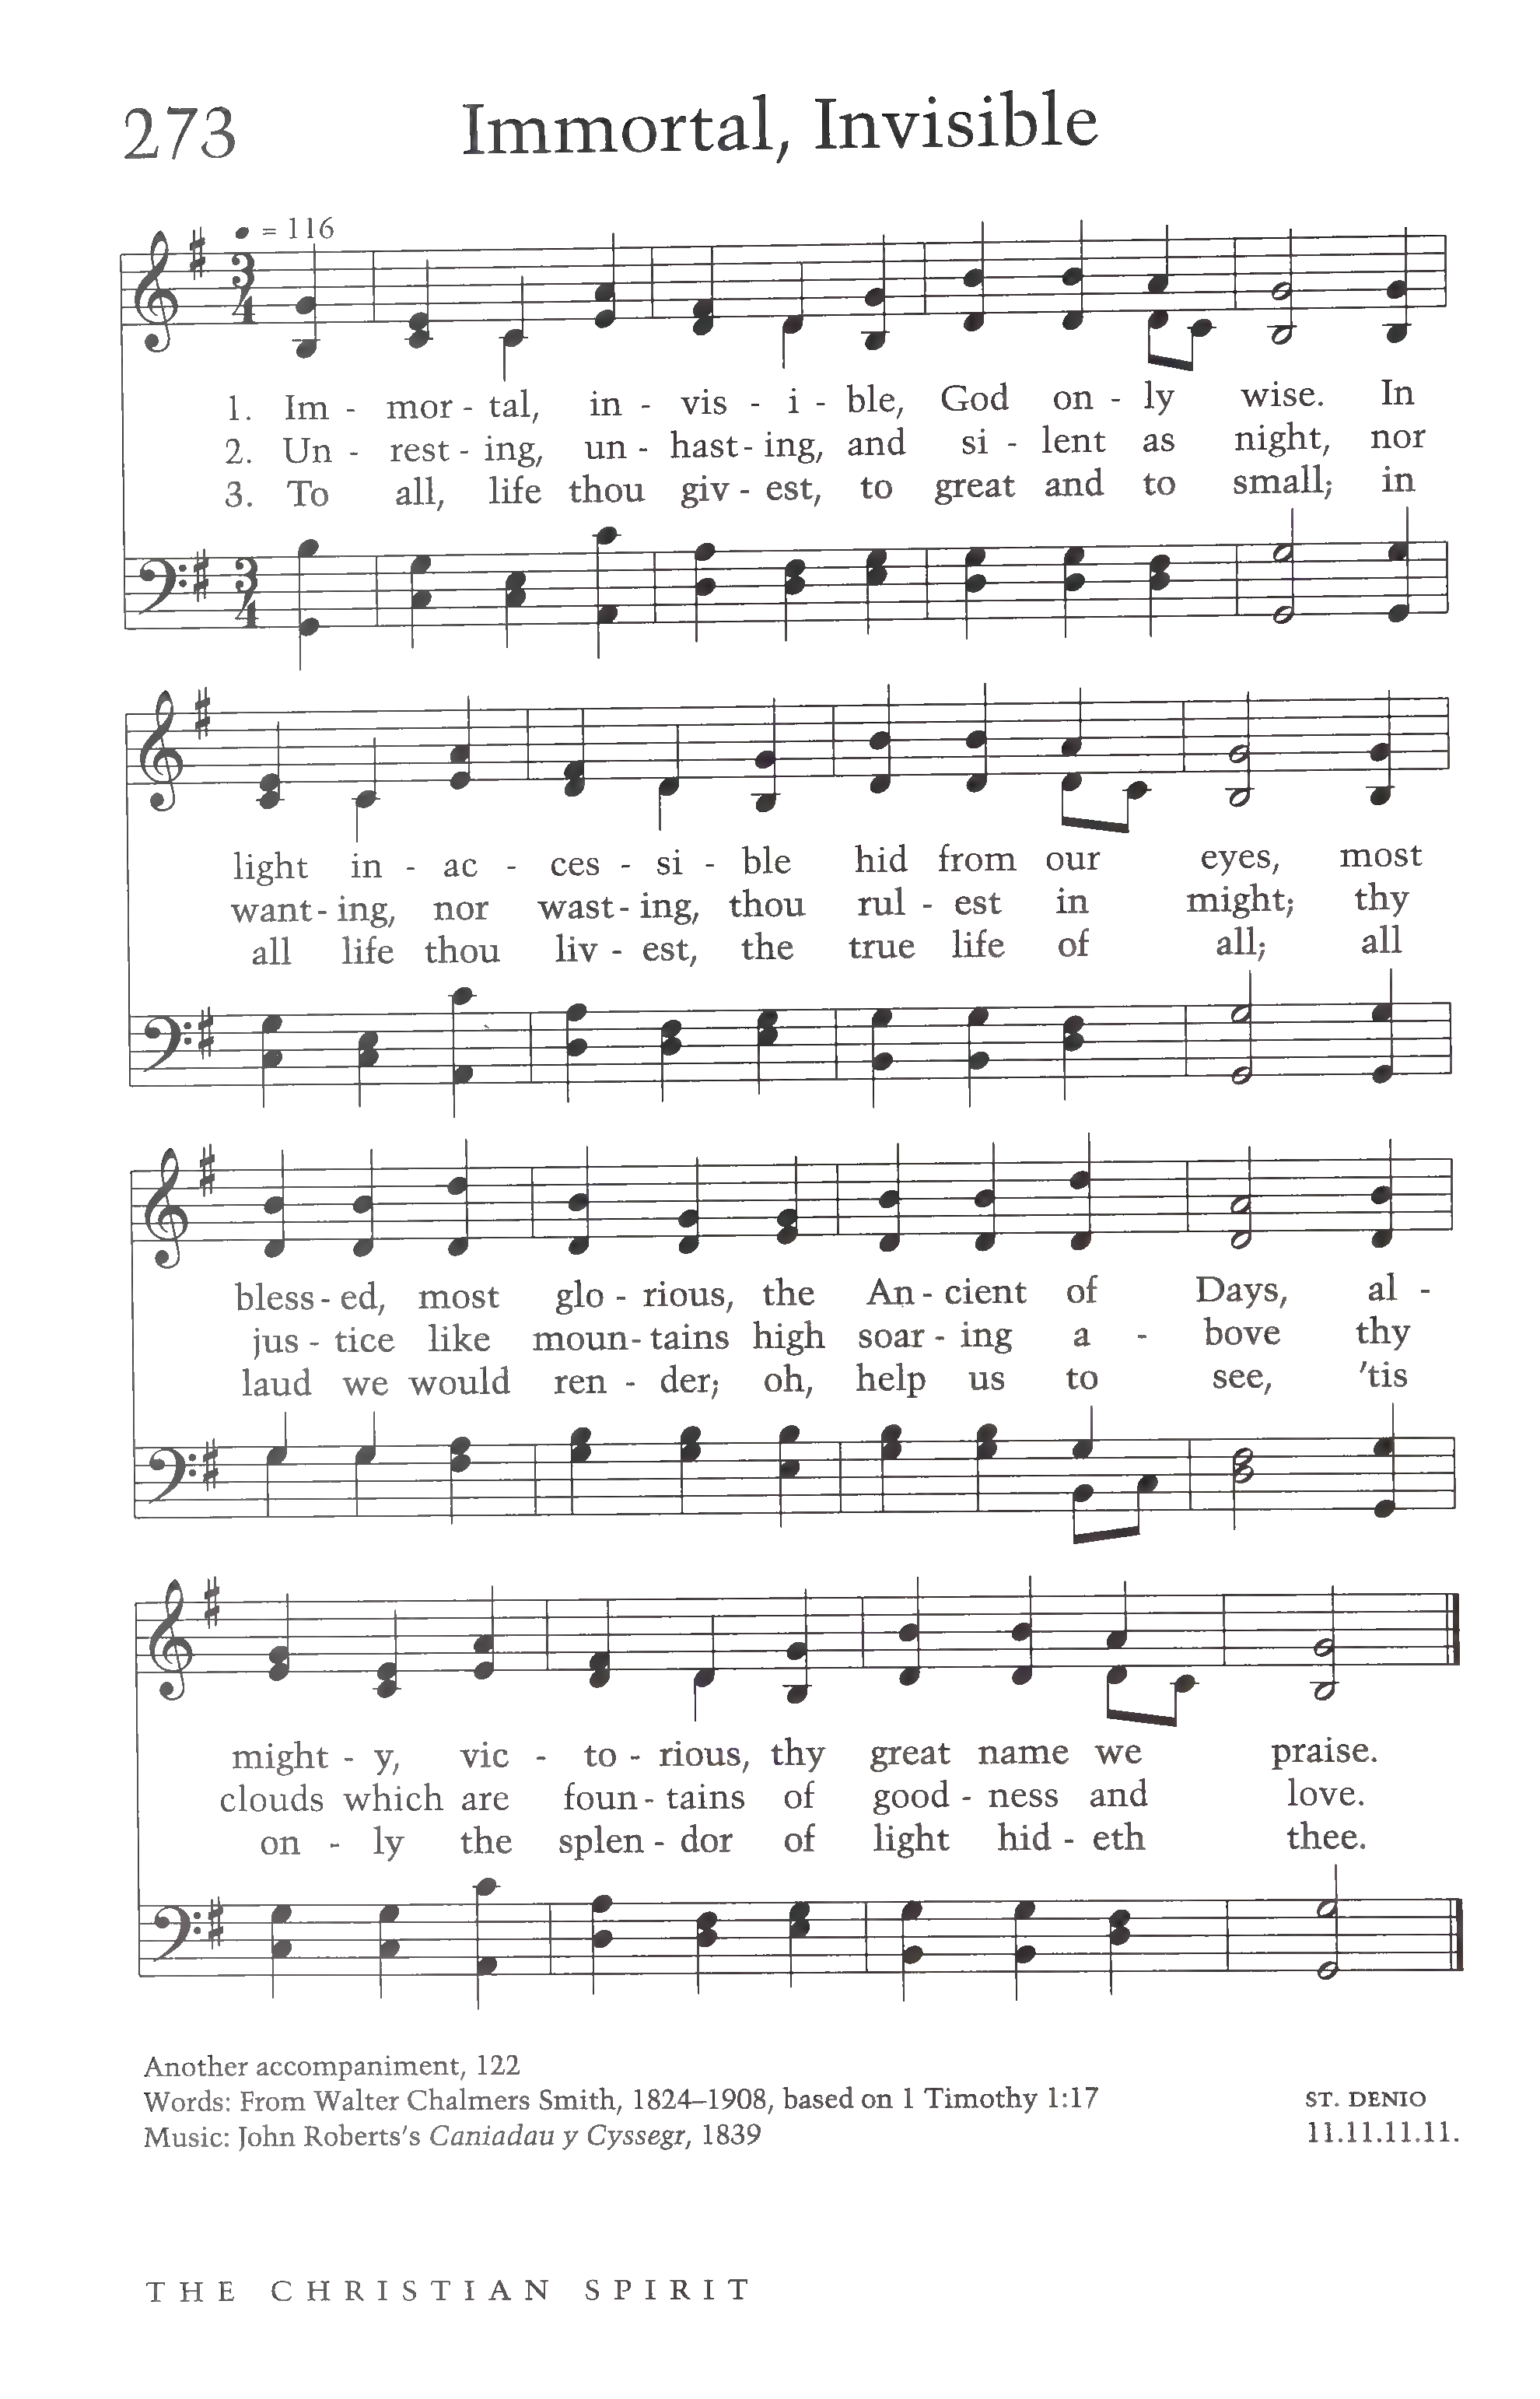 273 Immortal, Invisible
= 116
3
4
1. Im - mor - tal, in - vis - i - ble, God on - ly wise. In
2. Un - rest - ing, un - hast - ing, and si - lent as night, nor
3. To all, life thou giv - est, to great and to small; in
3
4
light in - ac - ces - si - ble hid from our eyes, most
want - ing, nor wast - ing, thou rul - est in might; thy
all life thou liv - est, the true life of all; all
bless - ed, most glo - rious, the An - cient of Days, al -
jus - tice like moun - tains high soar - ing a - bove thy
laud we would ren - der; oh, help us to see, 'tis
might - y, vic - to - rious, thy great name we praise.
clouds which are foun - tains of good - ness and love.
on - ly the splen - dor of light hid - eth thee.
Another accompaniment, 122
Words: From Walter Chalmers Smith, 1824–1908, based on 1 Timothy 1:17 ST. DENIO
Music: John Roberts's Caniadau y Cyssegr, 1839 11.11.11.11.
THE CHRISTIAN SPIRIT